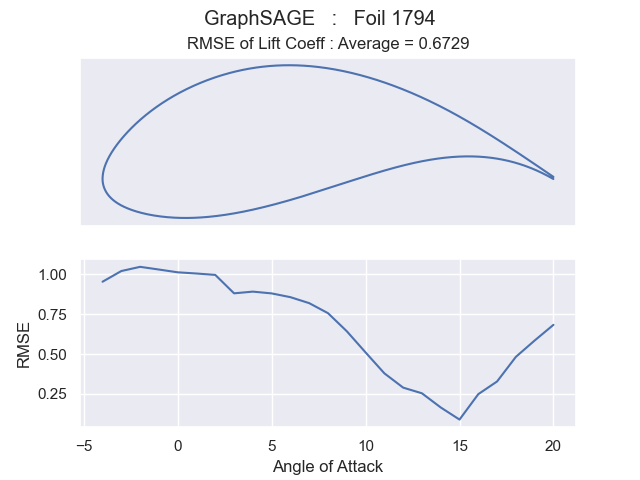 GraphSAGE   :   Foil 1794
RMSE of Lift Coeff : Average = 0.6729
1.00
0.75
0.50
0.25
RMSE
−5 0 5 10 15 20
Angle of Attack